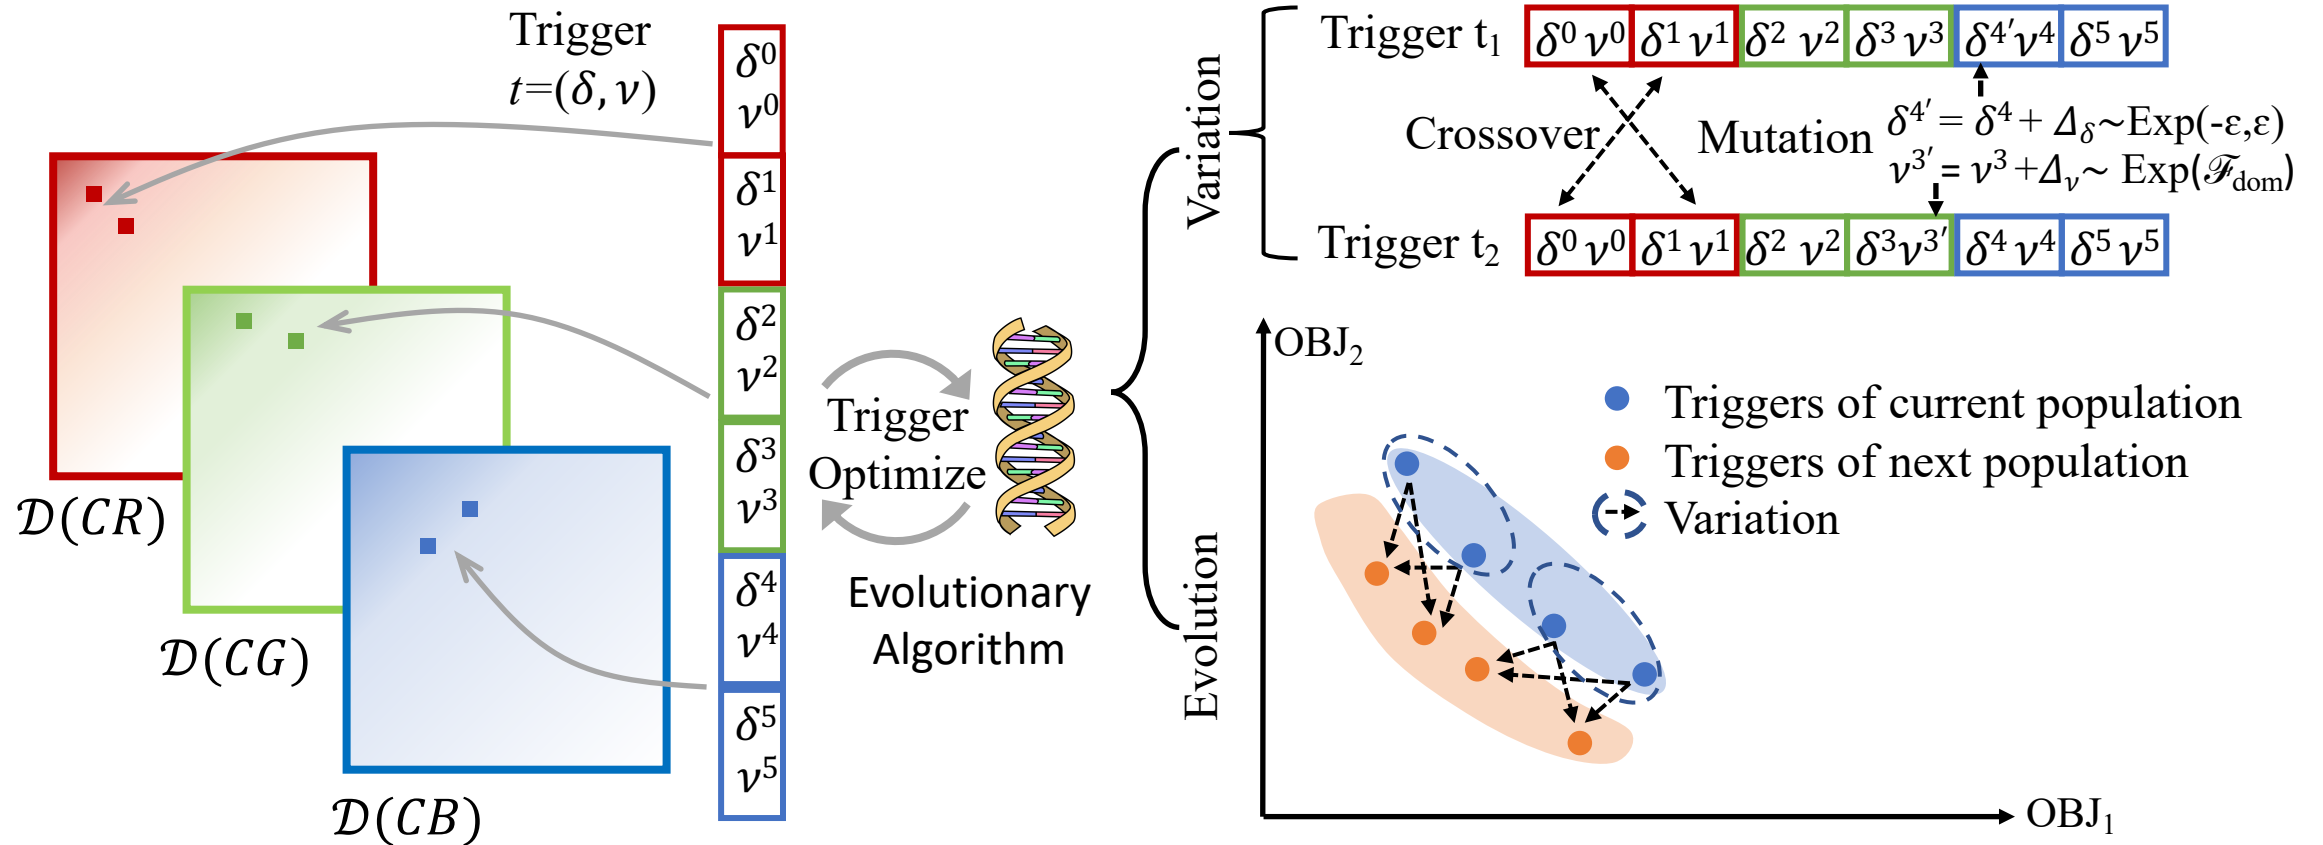 Trigger
t=(δ, ν)
δ⁰
ν⁰
δ¹
ν¹
δ²
ν²
δ³
ν³
δ⁴
ν⁴
δ⁵
ν⁵
𝒟(CR)
𝒟(CG)
𝒟(CB)
Trigger
Optimize
Evolutionary
Algorithm
Variation
Evolution
Trigger t₁
δ⁰ ν⁰ δ¹ ν¹ δ² ν² δ³ ν³ δ⁴′ν⁴ δ⁵ ν⁵
Crossover
Mutation
δ⁴′ = δ⁴ + Δ_δ~Exp(-ε,ε)
ν³′ = ν³ +Δ_ν~ Exp(ℱ_dom)
Trigger t₂
δ⁰ ν⁰ δ¹ ν¹ δ² ν² δ³ν³′ δ⁴ ν⁴ δ⁵ ν⁵
OBJ₂
Triggers of current population
Triggers of next population
Variation
OBJ₁